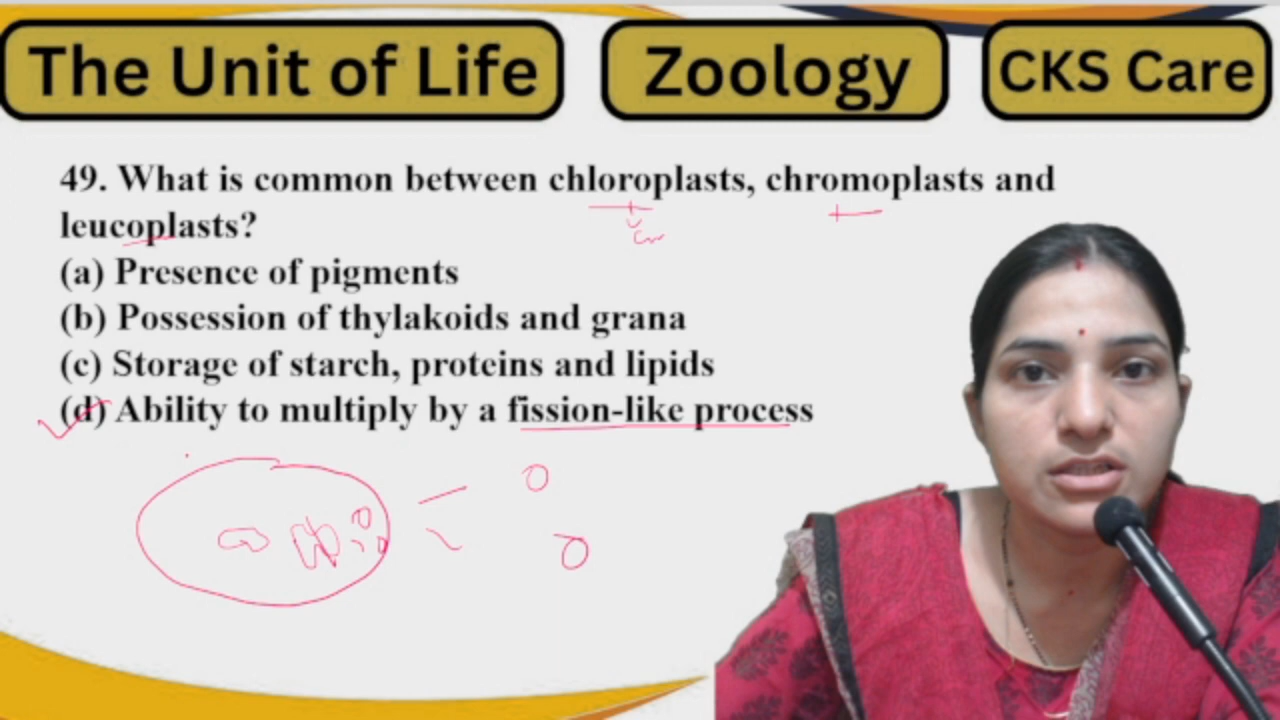 The Unit of Life
Zoology
CKS Care
49. What is common between chloroplasts, chromoplasts and
leucoplasts?
(a) Presence of pigments
(b) Possession of thylakoids and grana
(c) Storage of starch, proteins and lipids
(d) Ability to multiply by a fission-like process